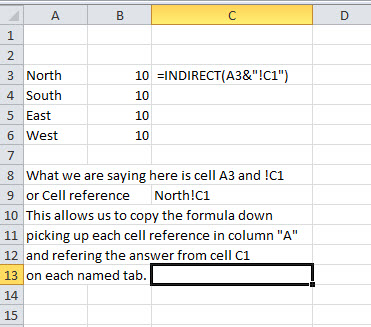 A B C D
1
2
3 North 10 =INDIRECT(A3&"!C1")
4 South 10
5 East 10
6 West 10
7
8 What we are saying here is cell A3 and !C1
9 or Cell reference North!C1
10 This allows us to copy the formula down
11 picking up each cell reference in column "A"
12 and refering the answer from cell C1
13 on each named tab.
14
15